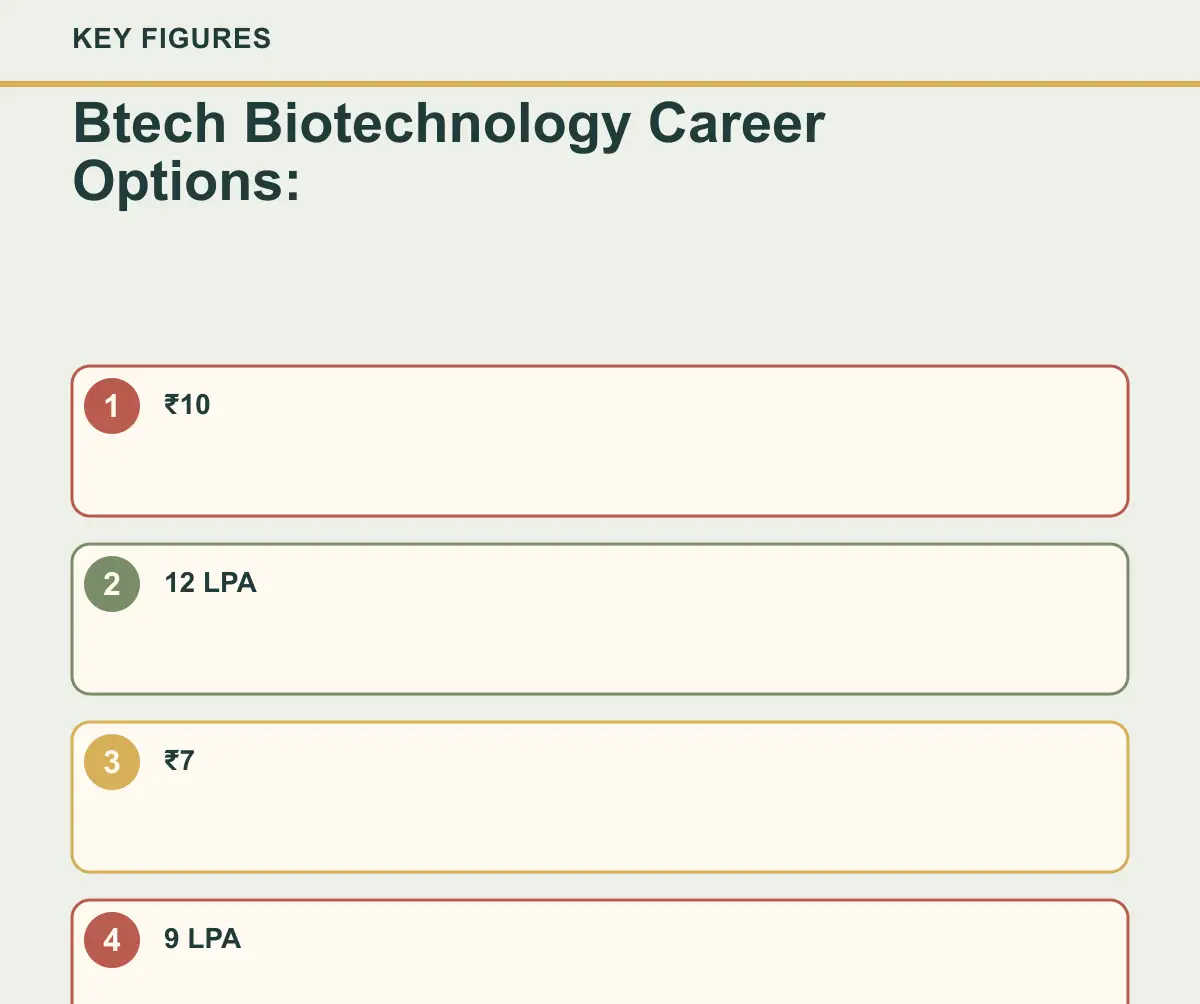 KEY FIGURES
Btech Biotechnology Career
Options:
1 ₹10
2 12 LPA
3 ₹7
4 9 LPA